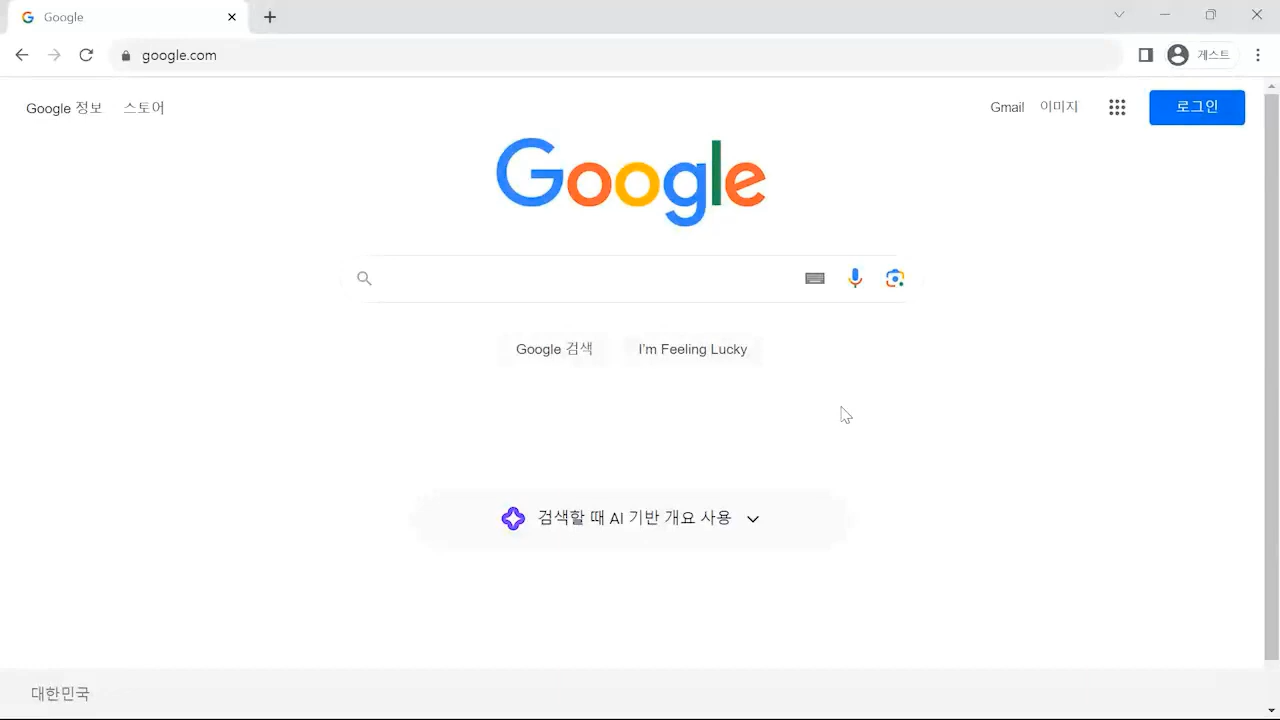 Google
google.com
게스트
Google 정보 스토어
Gmail 이미지
로그인
Google
Google 검색
I'm Feeling Lucky
검색할 때 AI 기반 개요 사용
대한민국